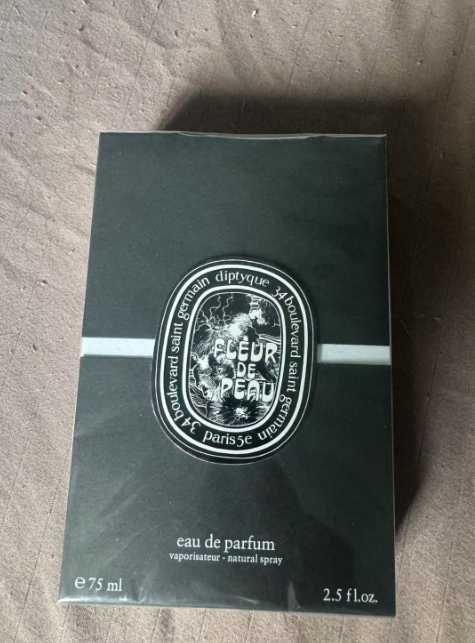 diptyque
34 boulevard saint germain
34 boulevard saint germain
paris 5e
FLEUR
DE
PEAU
eau de parfum
vaporisateur - natural spray
e 75 ml
2.5 fl.oz.